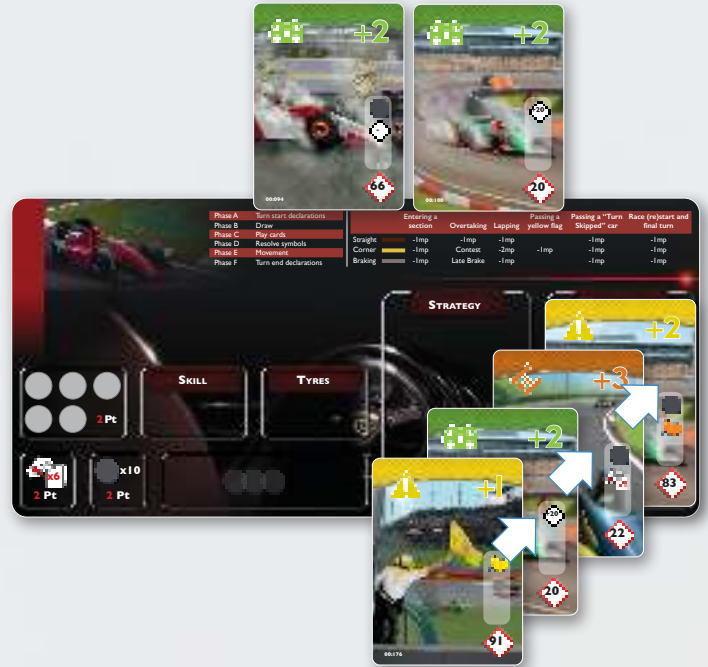 +2
66
00:094
+2
+20
20
00:108
Phase A Turn start declarations
Phase B Draw
Phase C Play cards
Phase D Resolve symbols
Phase E Movement
Phase F Turn end declarations
Entering a section Overtaking Lapping Passing a yellow flag Passing a "Turn Skipped" car Race (re)start and final turn
Straight -1mp -1mp -1mp -1mp -1mp
Corner -1mp Contest -2mp -1mp -1mp -1mp
Braking -1mp Late Brake -1mp -1mp -1mp
STRATEGY
SKILL
TYRES
2 Pt
x6
2 Pt
x10
2 Pt
+2
83
+3
22
+2
+20
20
+1
91
00:176